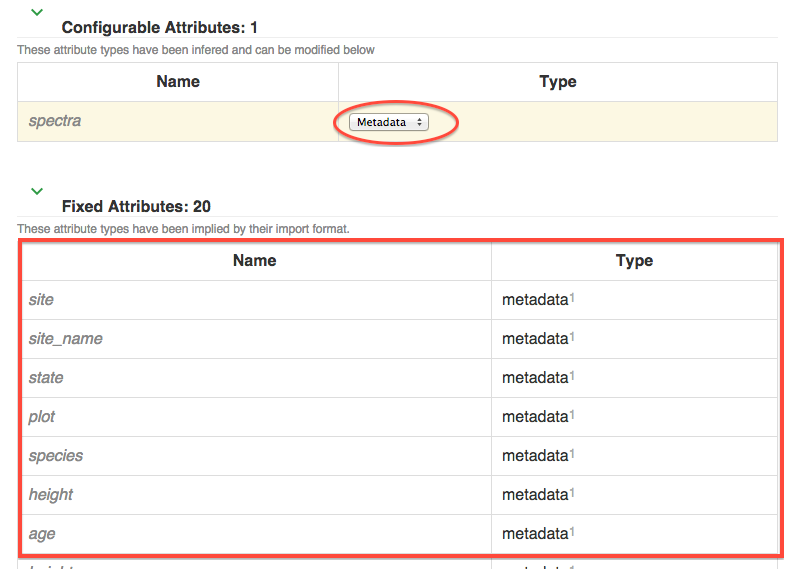 Configurable Attributes: 1
These attribute types have been infered and can be modified below
Name Type
spectra Metadata
Fixed Attributes: 20
These attribute types have been implied by their import format.
Name Type
site metadata1
site_name metadata1
state metadata1
plot metadata1
species metadata1
height metadata1
age metadata1